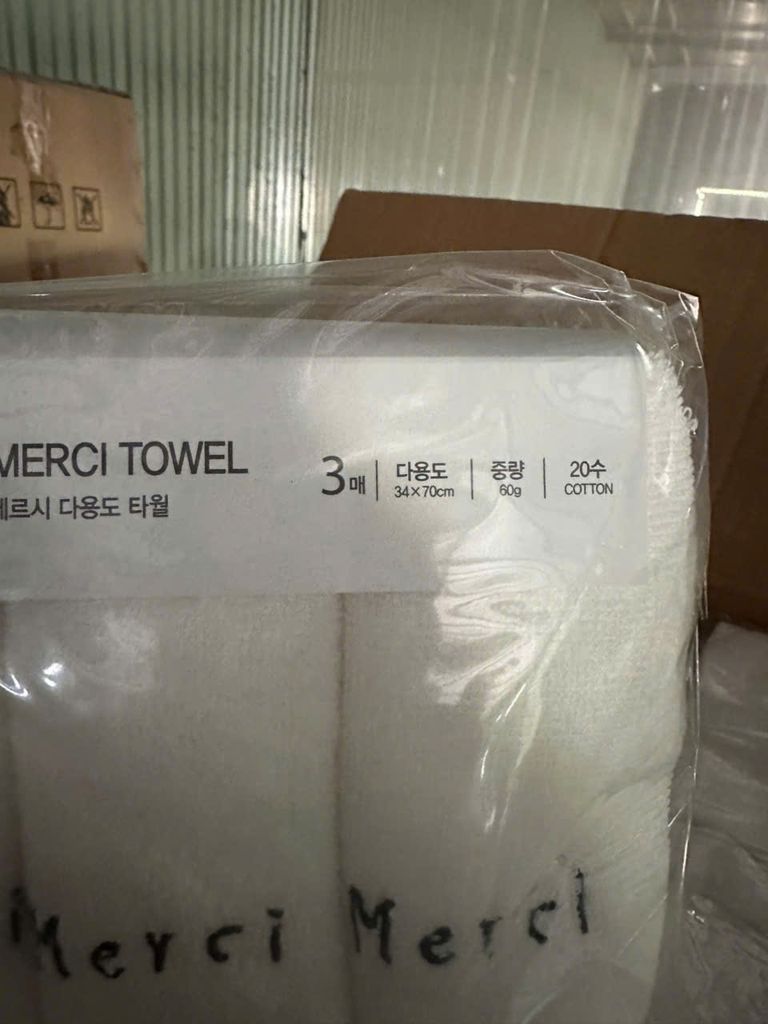 MERCI TOWEL
메르시 다용도 타월
3매 | 다용도 | 중량 | 20수
34×70cm 60g COTTON
Merci Merci